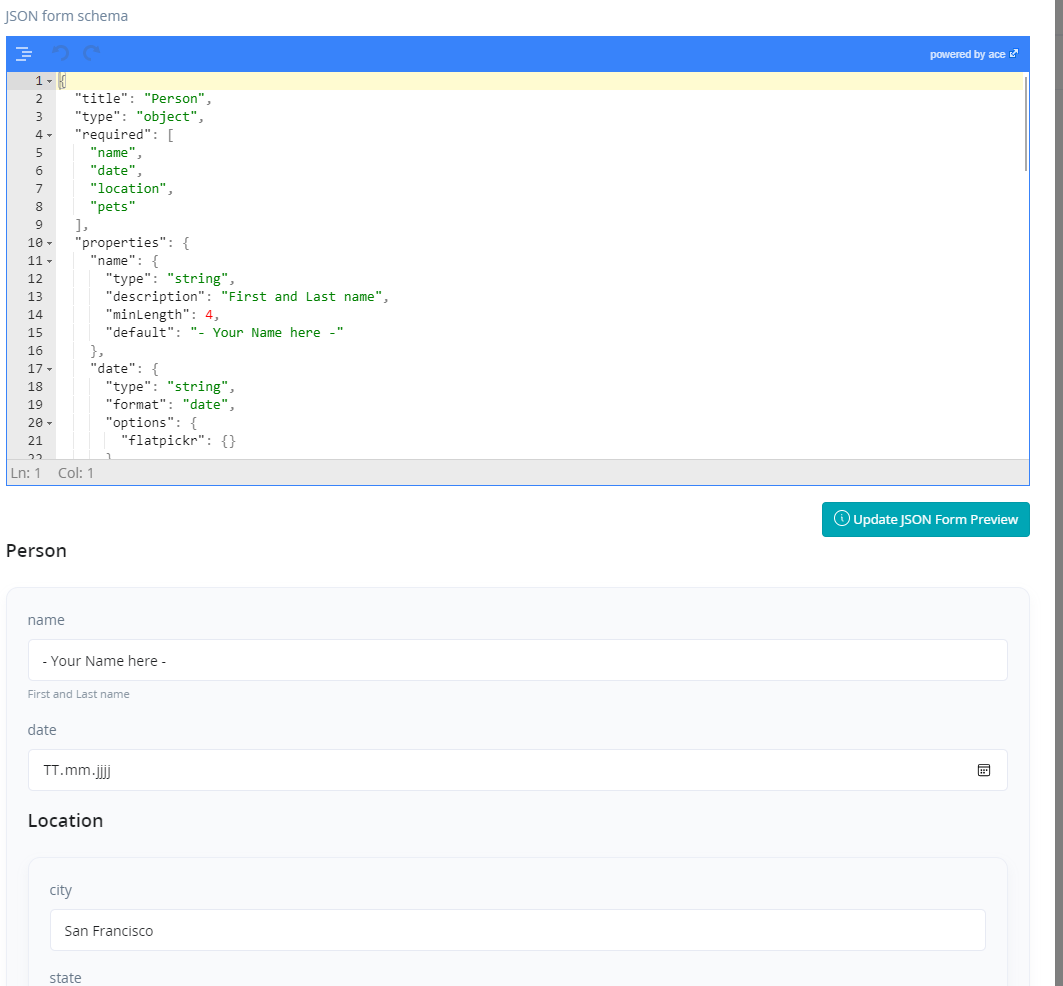 JSON form schema
powered by ace
1 {
2 "title": "Person",
3 "type": "object",
4 "required": [
5 "name",
6 "date",
7 "location",
8 "pets"
9 ],
10 "properties": {
11 "name": {
12 "type": "string",
13 "description": "First and Last name",
14 "minLength": 4,
15 "default": "- Your Name here -"
16 },
17 "date": {
18 "type": "string",
19 "format": "date",
20 "options": {
21 "flatpickr": {}
22 }
Ln: 1 Col: 1
Update JSON Form Preview
Person
name
- Your Name here -
First and Last name
date
TT.mm.jjjj
Location
city
San Francisco
state